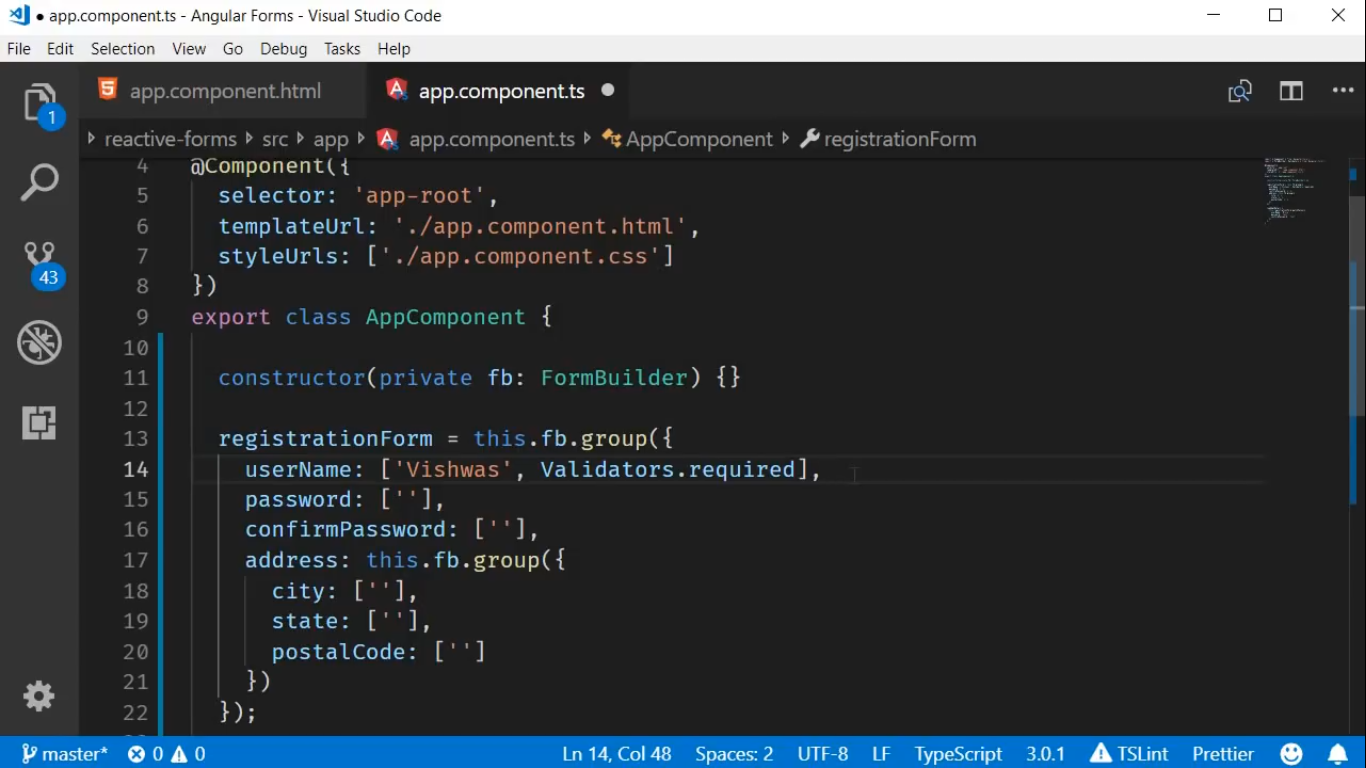 ● app.component.ts - Angular Forms - Visual Studio Code
File Edit Selection View Go Debug Tasks Help
app.component.html app.component.ts
reactive-forms src app app.component.ts AppComponent registrationForm
1
43
4 @Component({
5 selector: 'app-root',
6 templateUrl: './app.component.html',
7 styleUrls: ['./app.component.css']
8 })
9 export class AppComponent {
10
11 constructor(private fb: FormBuilder) {}
12
13 registrationForm = this.fb.group({
14 userName: ['Vishwas', Validators.required],
15 password: [''],
16 confirmPassword: [''],
17 address: this.fb.group({
18 city: [''],
19 state: [''],
20 postalCode: ['']
21 })
22 });
master* 0 0 Ln 14, Col 48 Spaces: 2 UTF-8 LF TypeScript 3.0.1 TSLint Prettier